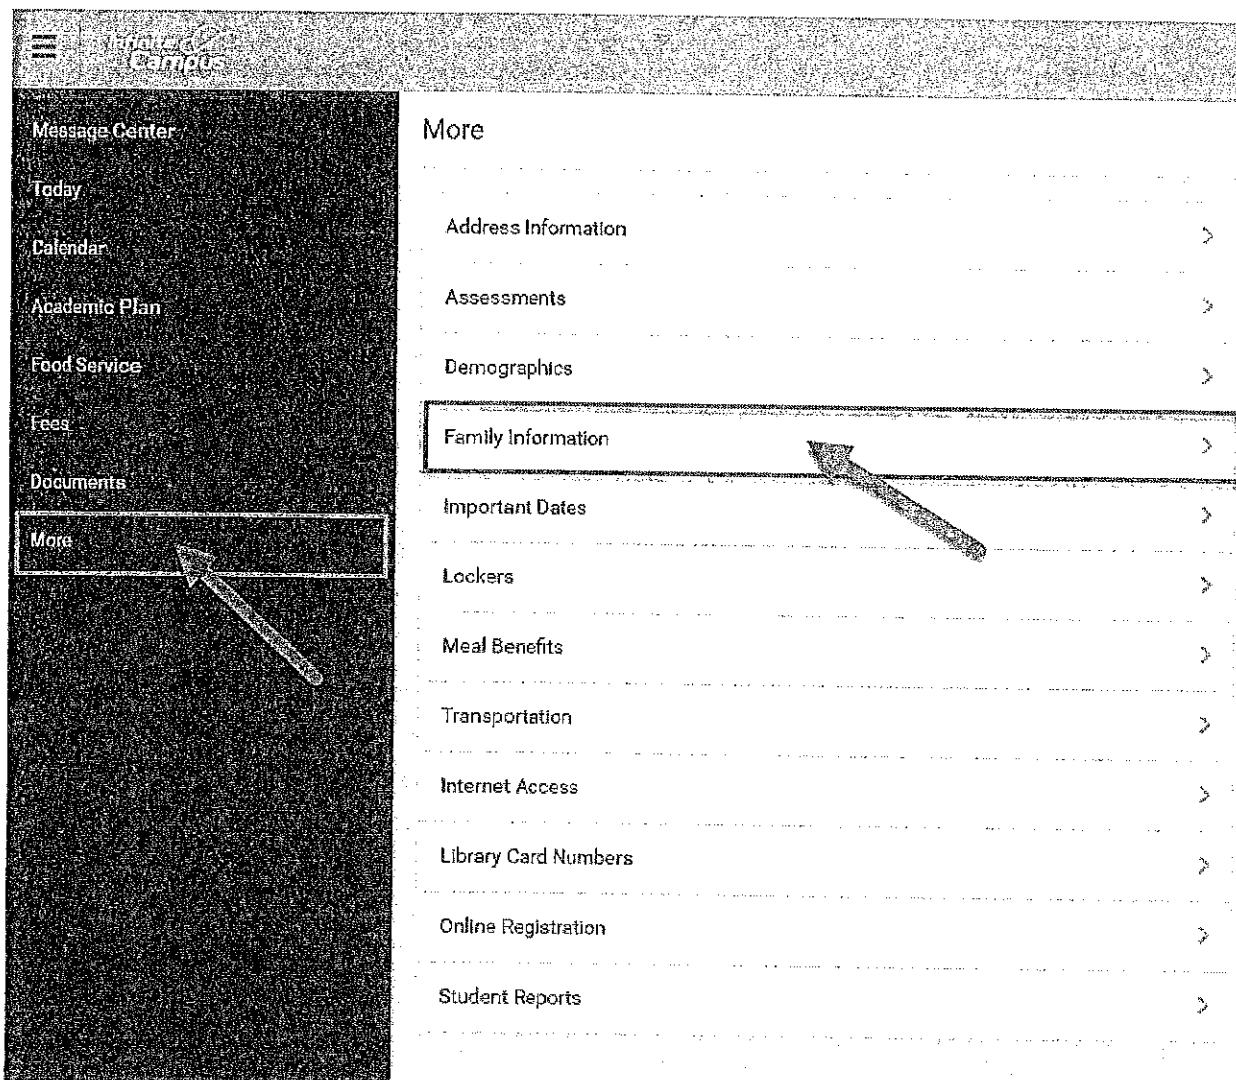 Infinite
Campus
Message Center
Today
Calendar
Academic Plan
Food Service
Fees
Documents
More
More
Address Information
Assessments
Demographics
Family Information
Important Dates
Lockers
Meal Benefits
Transportation
Internet Access
Library Card Numbers
Online Registration
Student Reports